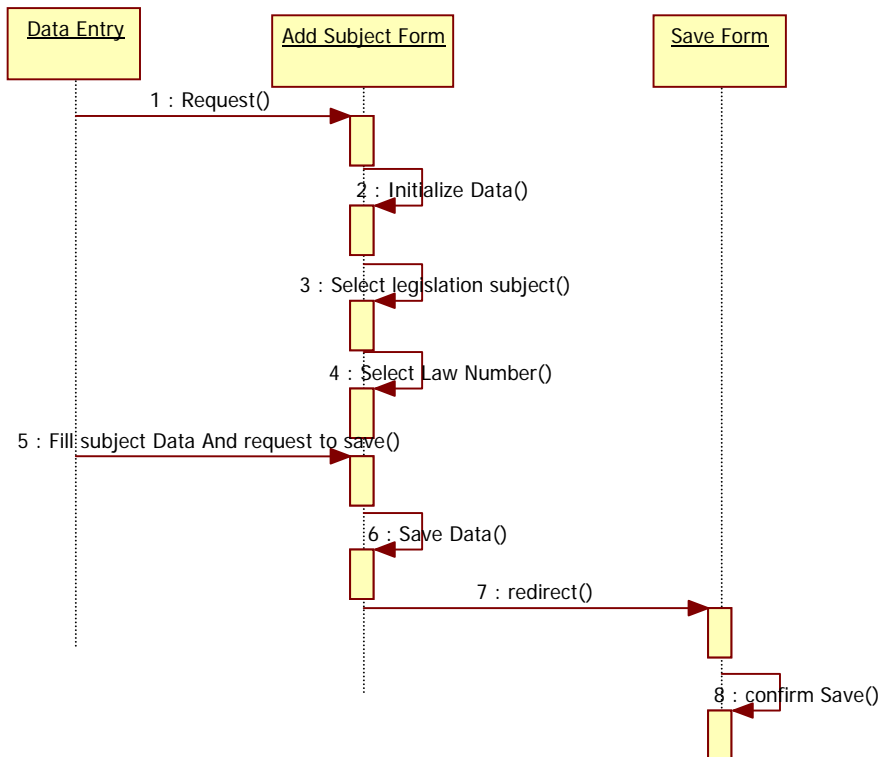 Data Entry
Add Subject Form
Save Form
1 : Request()
2 : Initialize Data()
3 : Select legislation subject()
4 : Select Law Number()
5 : Fill subject Data And request to save()
6 : Save Data()
7 : redirect()
8 : confirm Save()